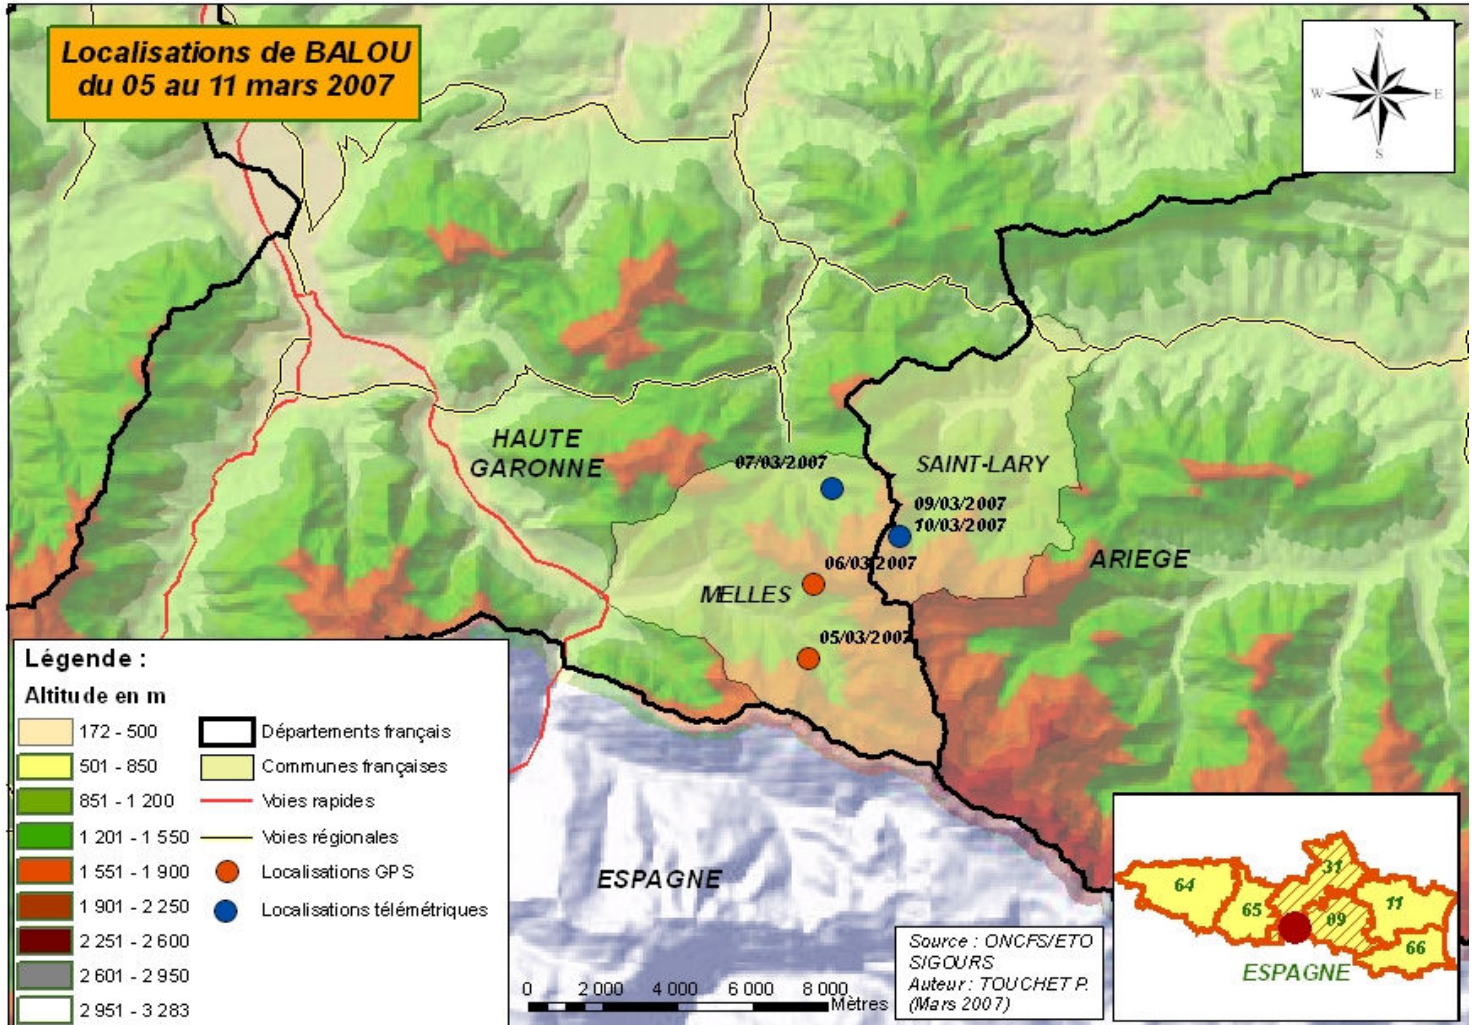 Localisations de BALOU
du 05 au 11 mars 2007
N
W
E
S
HAUTE
GARONNE
07/03/2007
SAINT-LARY
09/03/2007
10/03/2007
06/03/2007
ARIEGE
MELLES
05/03/2007
ESPAGNE
Légende :
Altitude en m
172 - 500
501 - 850
851 - 1 200
1 201 - 1 550
1 551 - 1 900
1 901 - 2 250
2 251 - 2 600
2 601 - 2 950
2 951 - 3 283
Départements français
Communes françaises
Voies rapides
Voies régionales
Localisations GPS
Localisations télémétriques
0 2 000 4 000 6 000 8 000
Mètres
Source : ONCFS/ETO
SIGOURS
Auteur : TOUCHET P.
(Mars 2007)
31
64
65
09
11
66
ESPAGNE